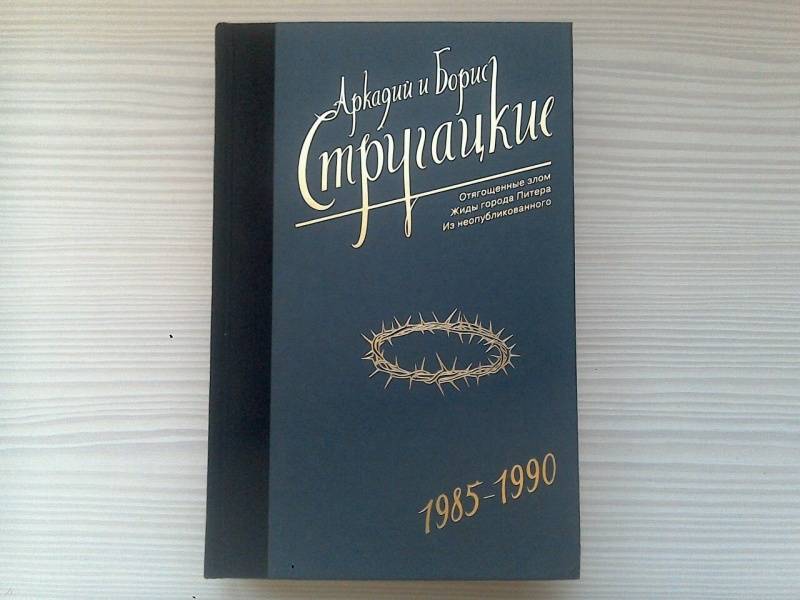 Аркадий и Борис
Стругацкие
Отягощенные злом
Жиды города Питера
Из неопубликованного
1985–1990